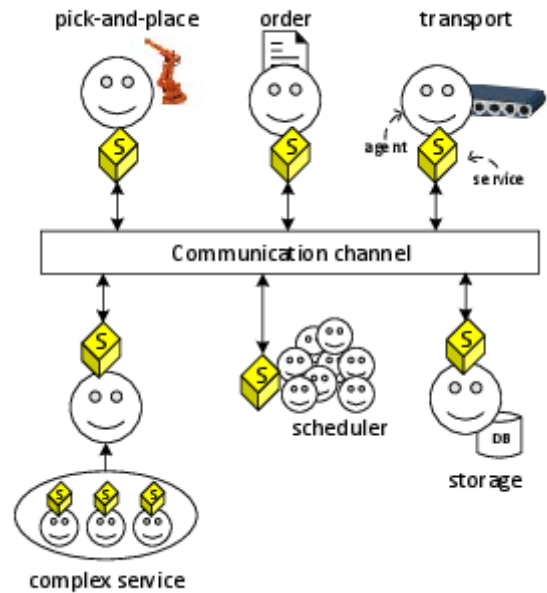 pick-and-place
order
transport
agent
S
S
S
service
Communication channel
S
S
S
scheduler
DB
storage
S
S
S
complex service